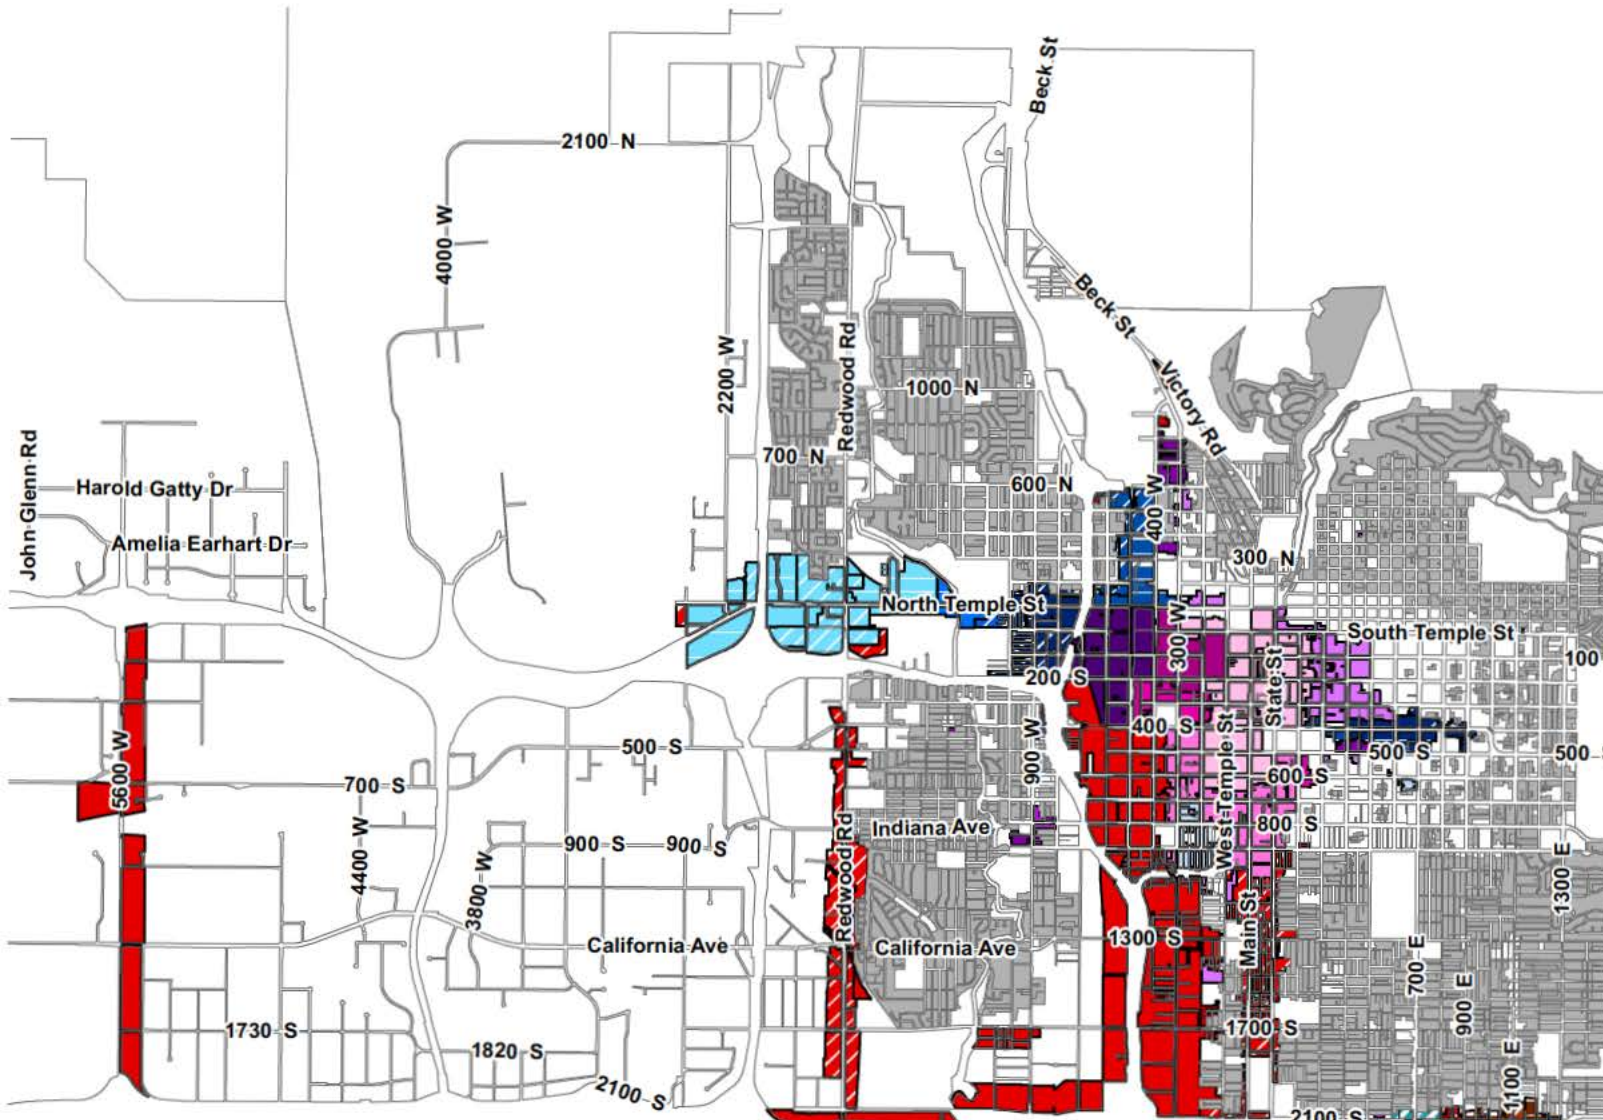 Beck St
2100 N
4000 W
Beck St
2200 W
Redwood Rd
1000 N
Victory Rd
700 N
John Glenn Rd
Harold Gatty Dr
600 N
400 W
Amelia Earhart Dr
300 N
North Temple St
300 W
South Temple St
State St
100
200 S
400 S
5600 W
500 S
900 W
West Temple St
500 S
500
700 S
600 S
4400 W
900 S
900 S
3800 W
Redwood Rd
Indiana Ave
800 S
1300 E
California Ave
California Ave
1300 S
Main St
700 E
900 E
1730 S
1820 S
1700 S
1100 E
2100 S
2100 S